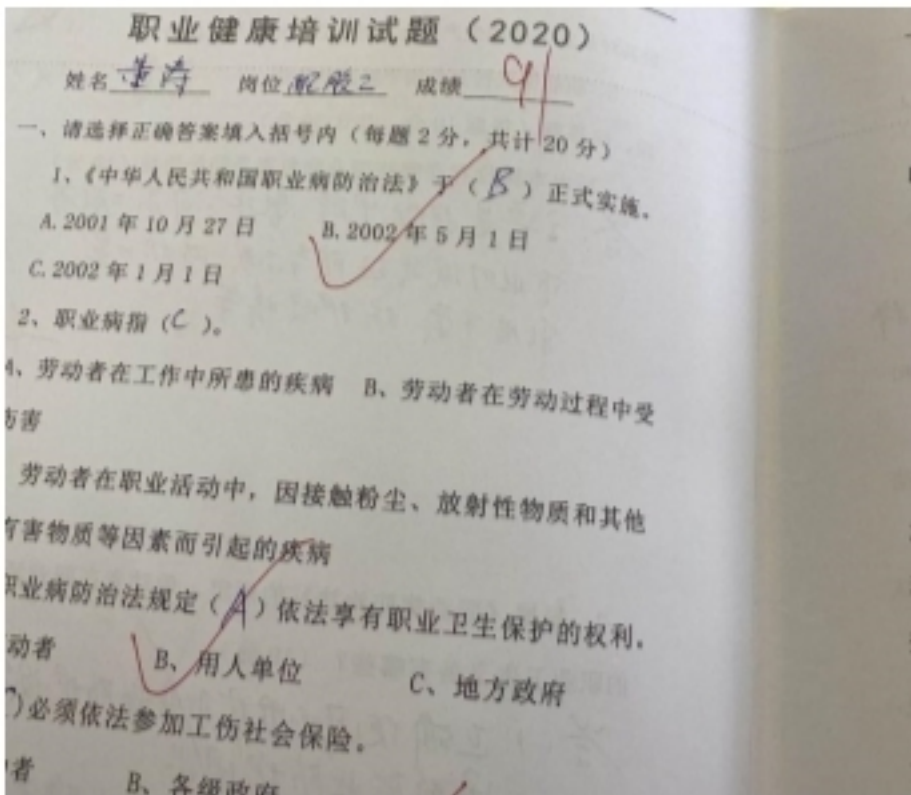 职业健康培训试题（2020）
姓名 岗位 配胶工 成绩 91
一、请选择正确答案填入括号内（每题2分，共计20分）
1、《中华人民共和国职业病防治法》于（B）正式实施。
A.2001年10月27日 B.2002年5月1日
C.2002年1月1日
2、职业病指（C）。
A、劳动者在工作中所患的疾病 B、劳动者在劳动过程中受
伤害
劳动者在职业活动中，因接触粉尘、放射性物质和其他
有害物质等因素而引起的疾病
职业病防治法规定（A）依法享有职业卫生保护的权利。
动者 B、用人单位 C、地方政府
）必须依法参加工伤社会保险。
者 B、各级政府